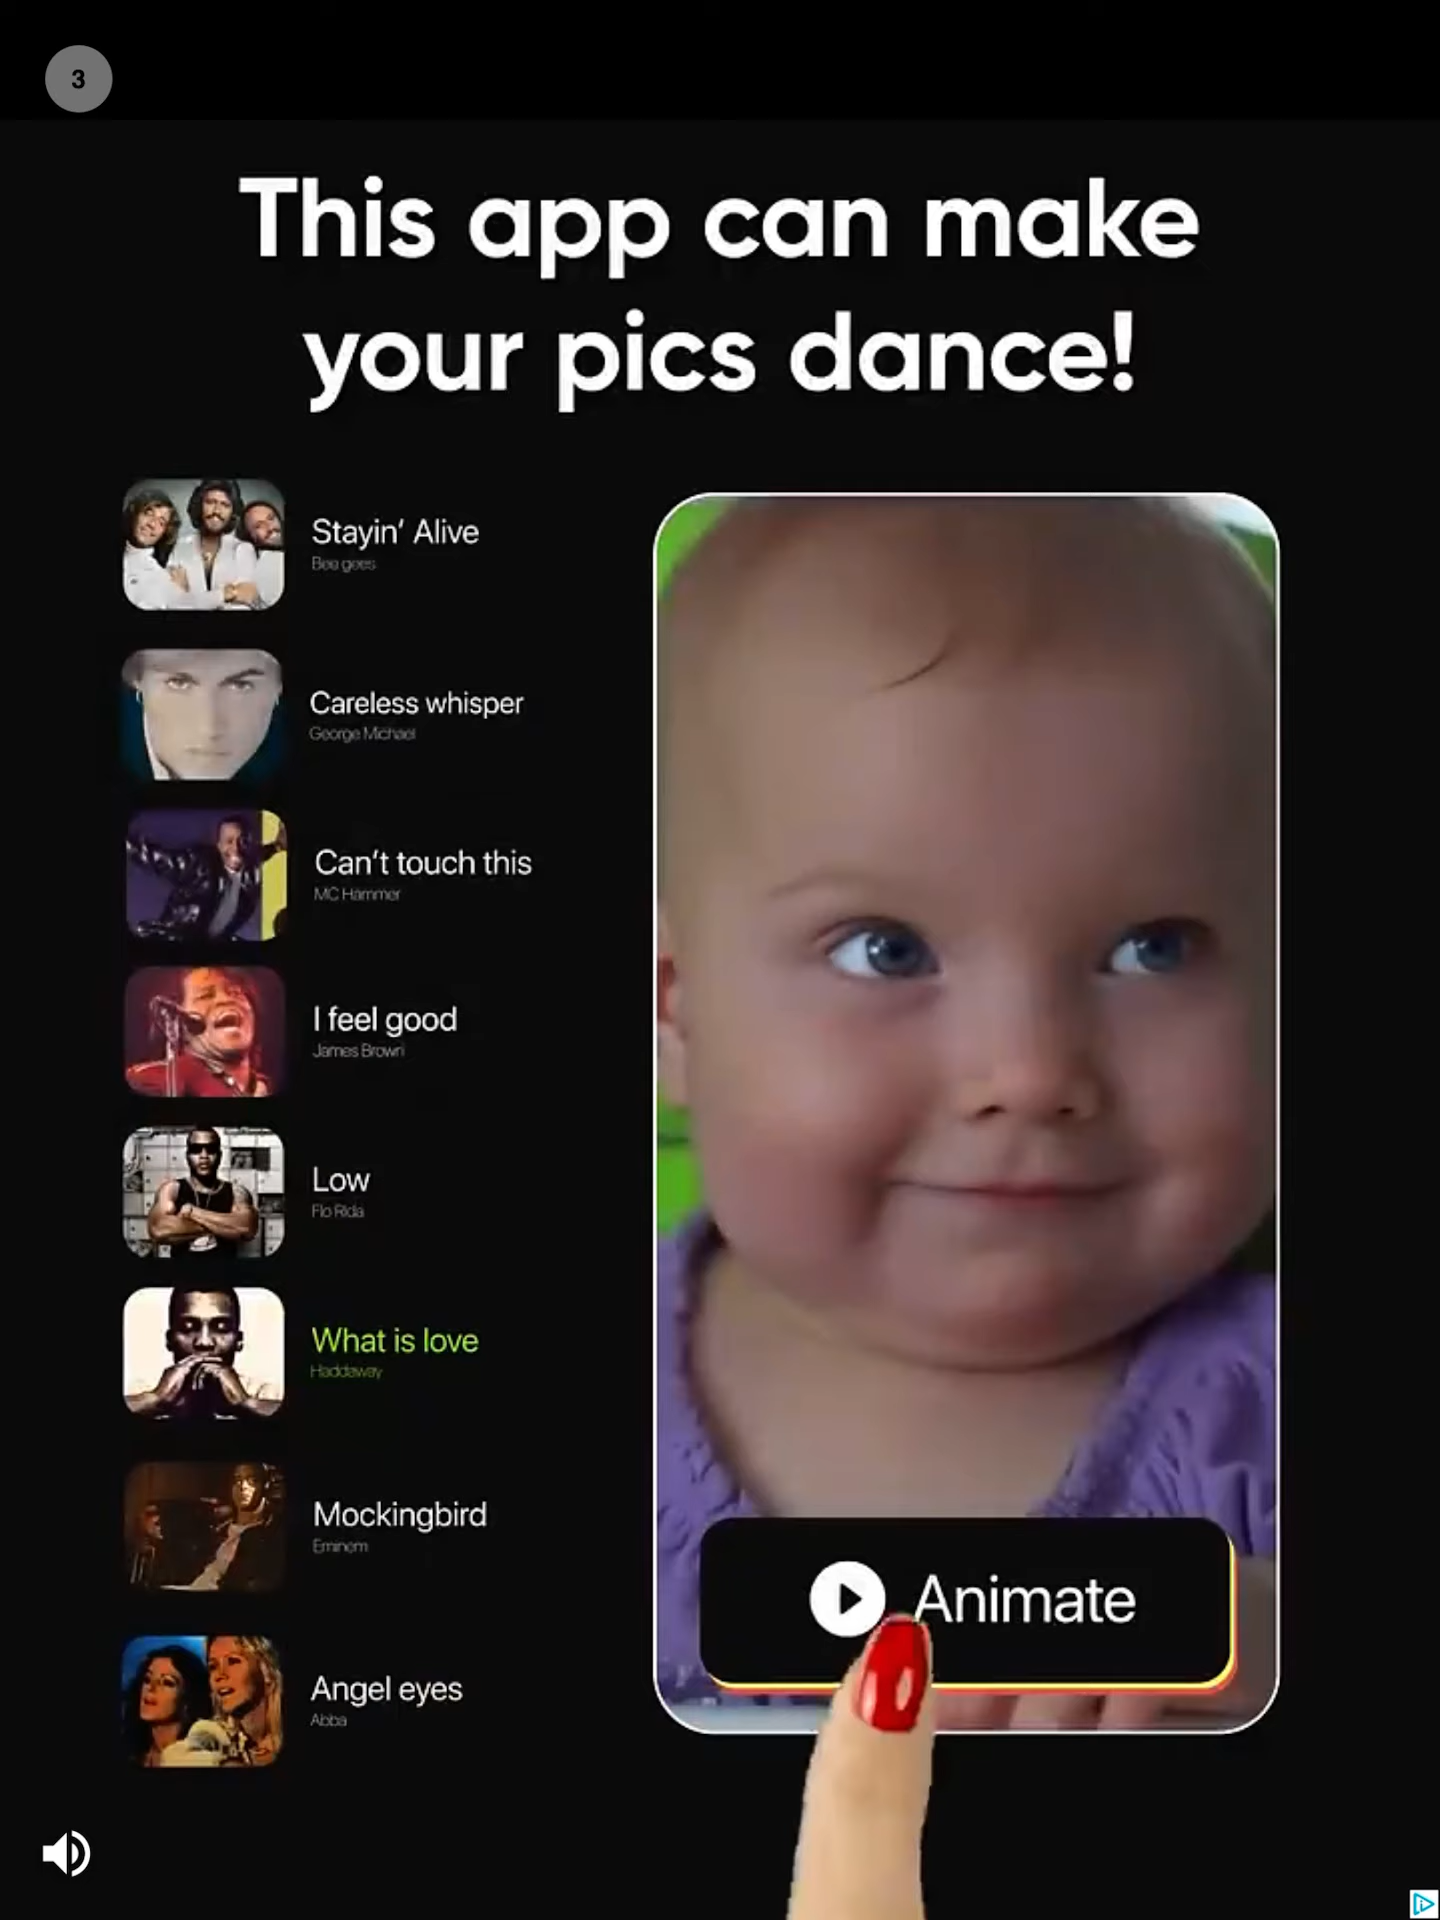 3
This app can make
your pics dance!
Stayin’ Alive
Bee gees
Careless whisper
George Michael
Can’t touch this
MC Hammer
I feel good
James Brown
Low
Flo Rida
What is love
Haddaway
Mockingbird
Eminem
Angel eyes
Abba
Animate